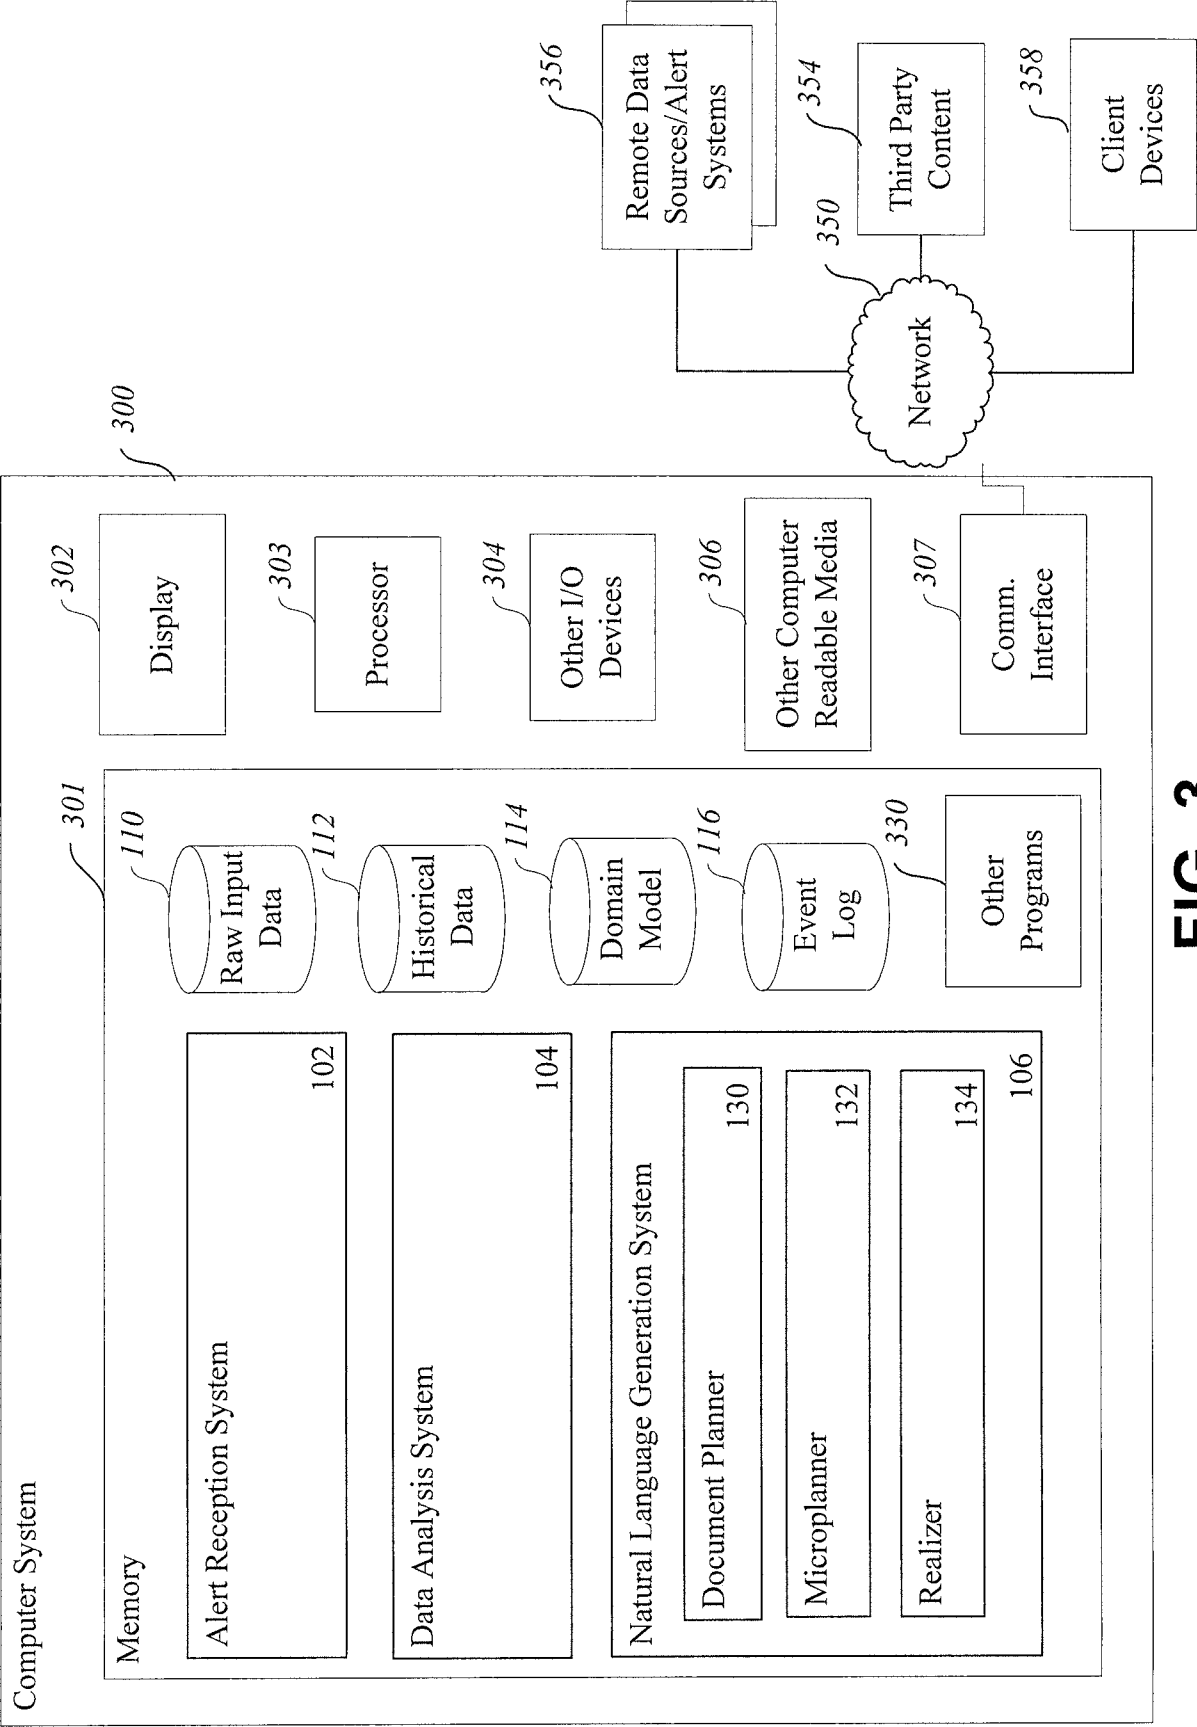 Computer System
300
Memory
301
Alert Reception System
102
Data Analysis System
104
Natural Language Generation System
Document Planner
130
Microplanner
132
Realizer
134
106
110
Raw Input
Data
112
Historical
Data
114
Domain
Model
116
Event
Log
330
Other
Programs
302
Display
303
Processor
304
Other I/O
Devices
306
Other Computer
Readable Media
307
Comm.
Interface
350
Network
356
Remote Data
Sources/Alert
Systems
354
Third Party
Content
358
Client
Devices
FIG. 3